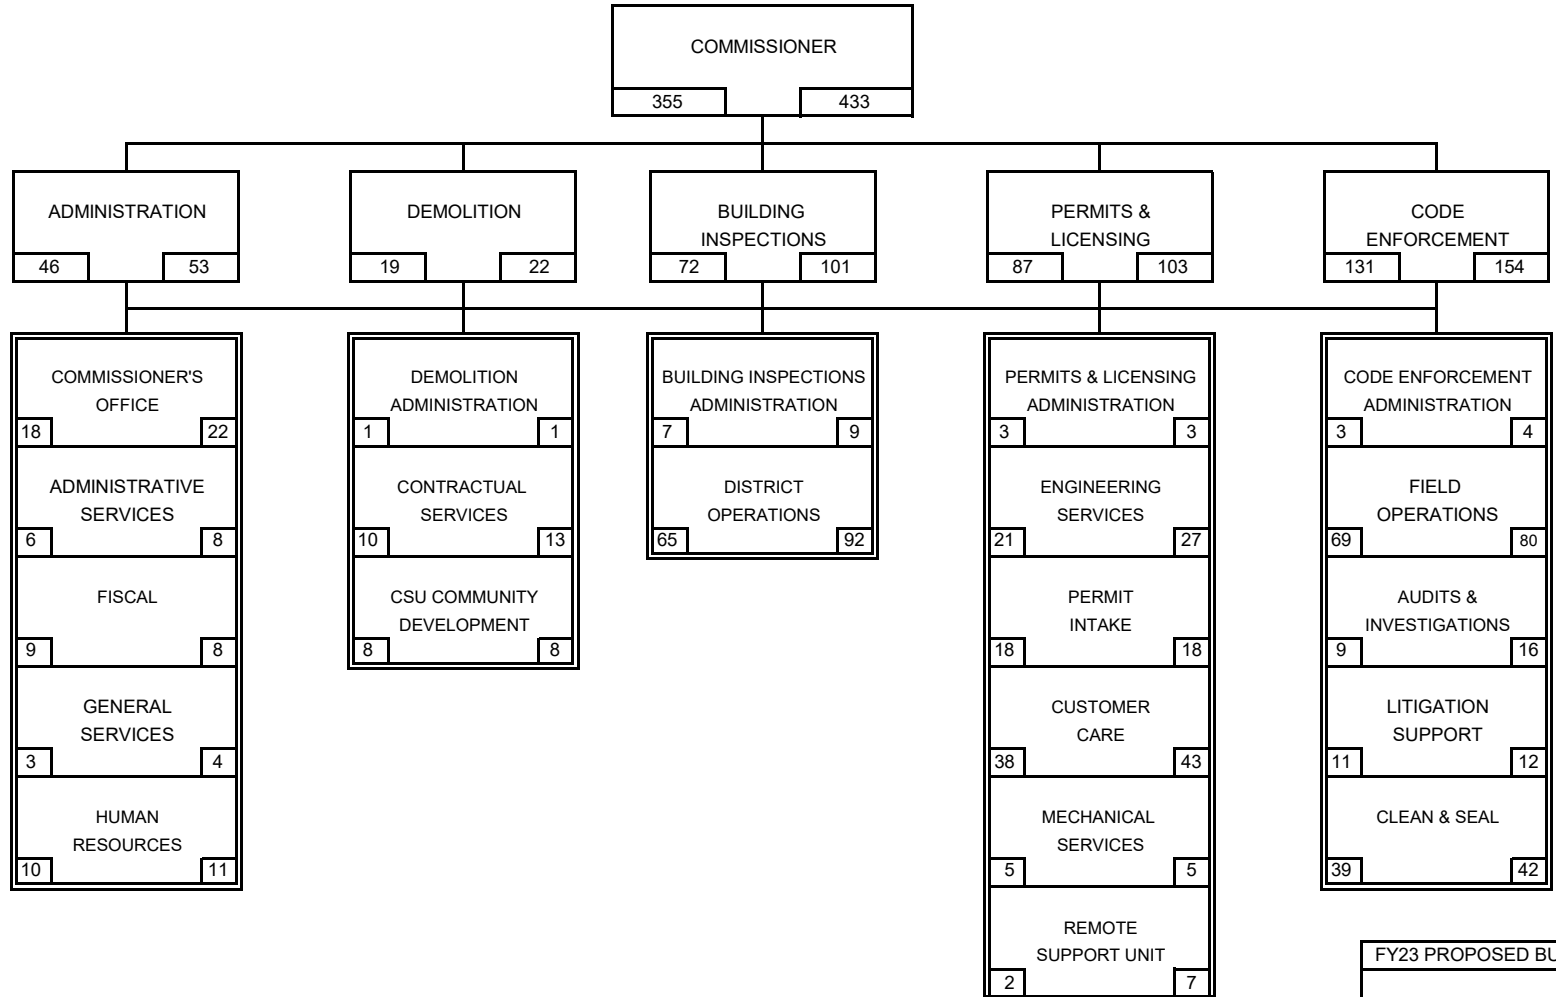 COMMISSIONER
355 433
ADMINISTRATION
46 53
DEMOLITION
19 22
BUILDING
INSPECTIONS
72 101
PERMITS &
LICENSING
87 103
CODE
ENFORCEMENT
131 154
COMMISSIONER'S
OFFICE
18 22
ADMINISTRATIVE
SERVICES
6 8
FISCAL
9 8
GENERAL
SERVICES
3 4
HUMAN
RESOURCES
10 11
DEMOLITION
ADMINISTRATION
1 1
CONTRACTUAL
SERVICES
10 13
CSU COMMUNITY
DEVELOPMENT
8 8
BUILDING INSPECTIONS
ADMINISTRATION
7 9
DISTRICT
OPERATIONS
65 92
PERMITS & LICENSING
ADMINISTRATION
3 3
ENGINEERING
SERVICES
21 27
PERMIT
INTAKE
18 18
CUSTOMER
CARE
38 43
MECHANICAL
SERVICES
5 5
REMOTE
SUPPORT UNIT
2 7
CODE ENFORCEMENT
ADMINISTRATION
3 4
FIELD
OPERATIONS
69 80
AUDITS &
INVESTIGATIONS
9 16
LITIGATION
SUPPORT
11 12
CLEAN & SEAL
39 42
FY23 PROPOSED BU